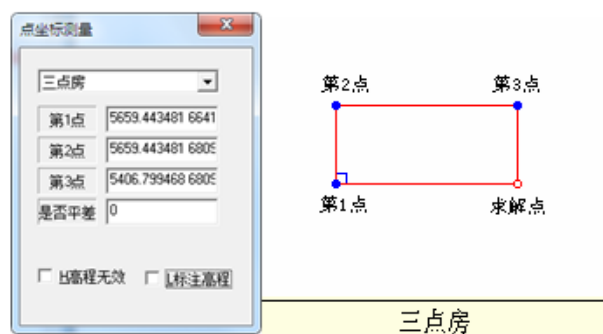 点坐标测量
三点房
第1点 5659.443481 6641
第2点 5659.443481 6809
第3点 5406.799468 6809
是否平差 0
H高程无效 L标注高程
第2点 第3点
第1点 求解点
三点房